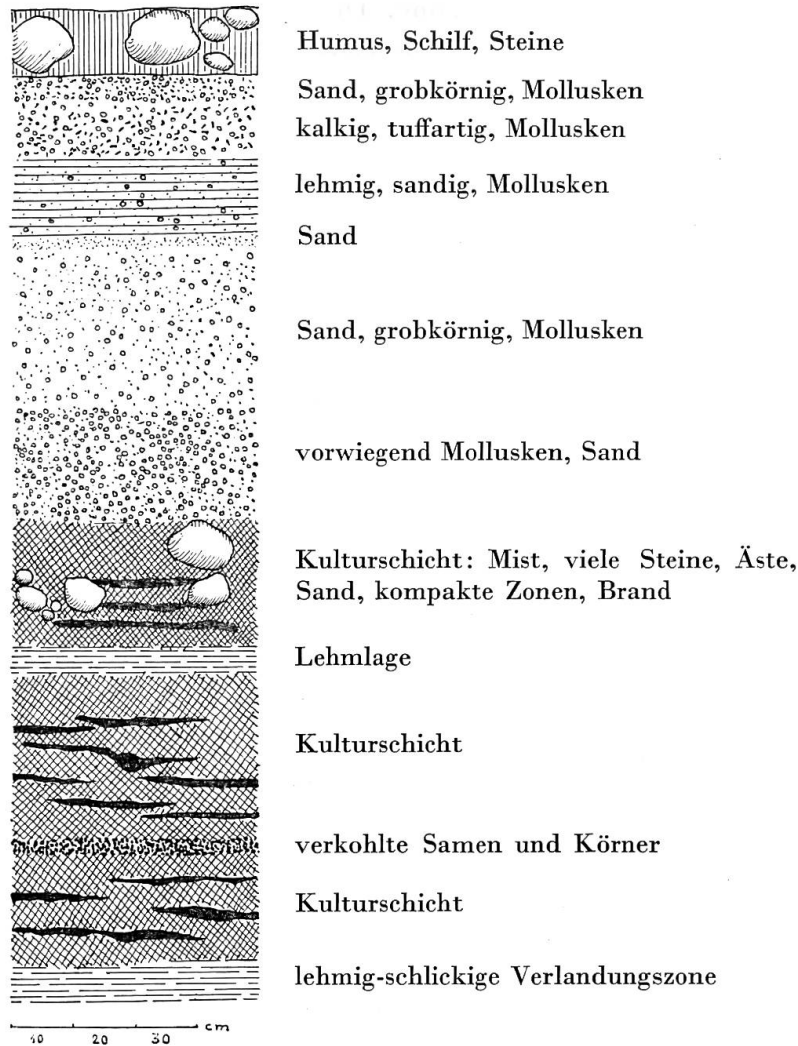 Humus, Schilf, Steine
Sand, grobkörnig, Mollusken
kalkig, tuffartig, Mollusken
lehmig, sandig, Mollusken
Sand
Sand, grobkörnig, Mollusken
vorwiegend Mollusken, Sand
Kulturschicht: Mist, viele Steine, Äste,
Sand, kompakte Zonen, Brand
Lehmlage
Kulturschicht
verkohlte Samen und Körner
Kulturschicht
lehmig-schlickige Verlandungszone
cm
10 20 30